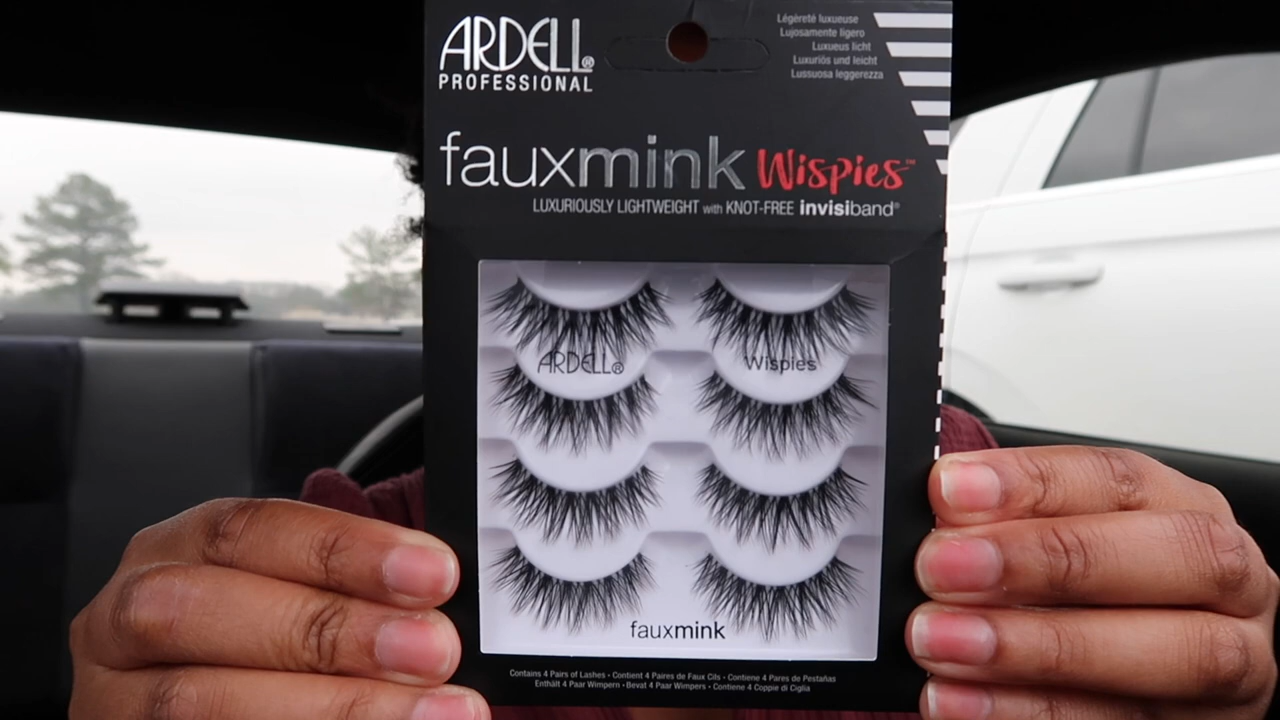 ARDELL®
PROFESSIONAL
Légèreté luxueuse
Lujosamente ligero
Luxueus licht
Luxuriös und leicht
Lussuosa leggerezza
fauxmink Wispies™
LUXURIOUSLY LIGHTWEIGHT with KNOT-FREE invisiband®
ARDELL® Wispies
fauxmink
Contains 4 Pairs of Lashes • Contient 4 Paires de Faux Cils • Contiene 4 Pares de Pestañas
Enthält 4 Paar Wimpern • Bevat 4 Paar Wimpers • Contiene 4 Coppie di Ciglia